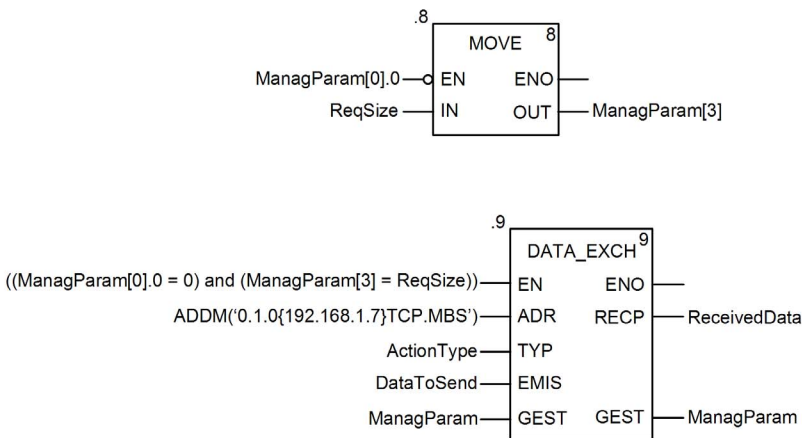 .8
MOVE 8
ManagParam[0].0 EN ENO
ReqSize IN OUT ManagParam[3]
.9
DATA_EXCH 9
((ManagParam[0].0 = 0) and (ManagParam[3] = ReqSize)) EN ENO
ADDM(‘0.1.0{192.168.1.7}TCP.MBS’) ADR RECP ReceivedData
ActionType TYP
DataToSend EMIS
ManagParam GEST GEST ManagParam